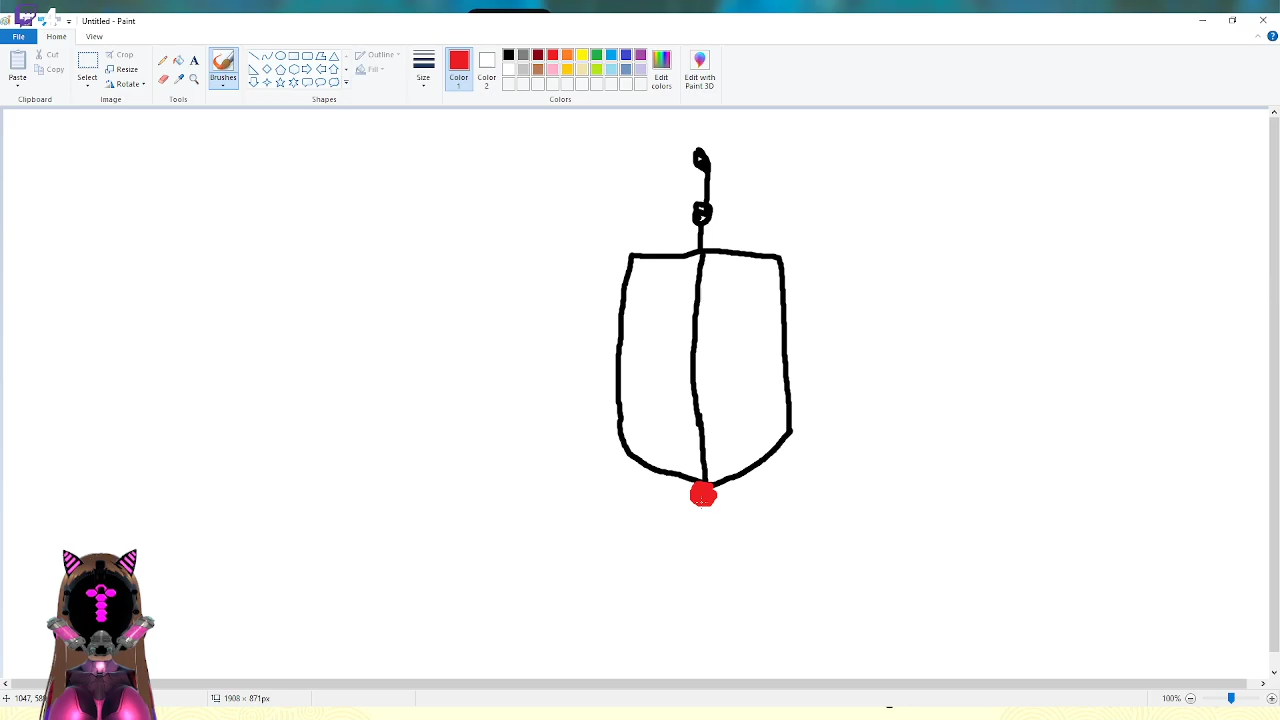 Untitled - Paint
File Home View
Paste
Cut
Copy
Clipboard
Select
Crop
Resize
Rotate
Image
Tools
Brushes
Shapes
Outline
Fill
Size
Color 1
Color 2
Edit colors
Colors
Edit with Paint 3D
1908 × 871px
100%